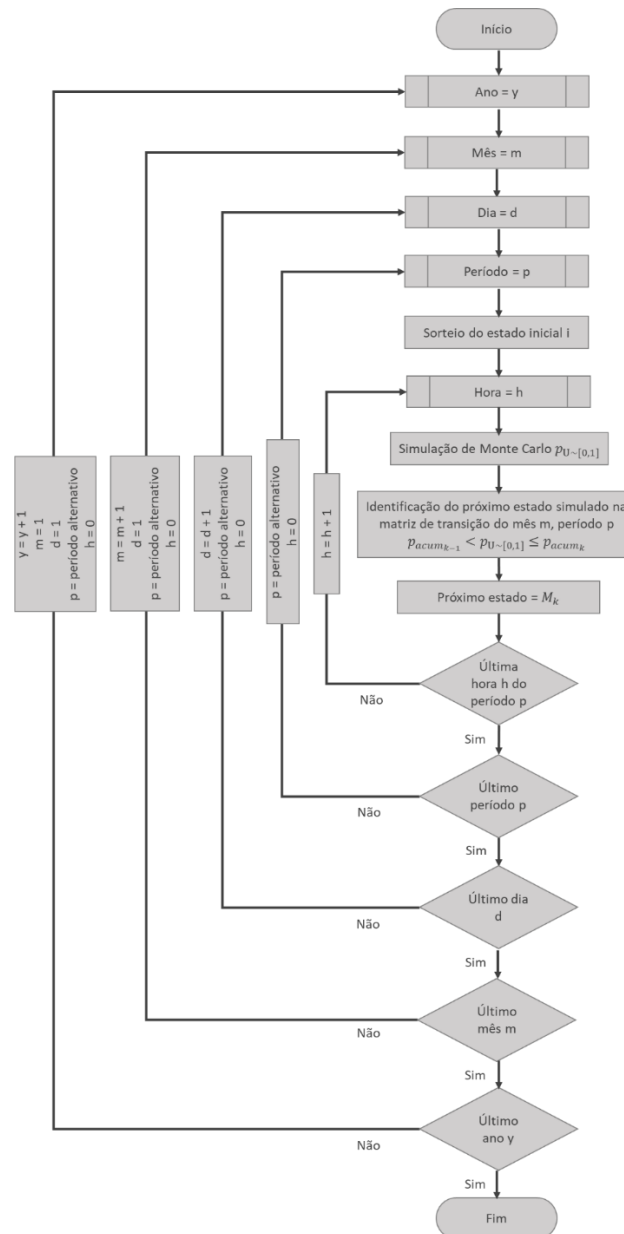 Início
Ano = y
Mês = m
Dia = d
Período = p
Sorteio do estado inicial i
Hora = h
Simulação de Monte Carlo p_{U~[0,1]}
Identificação do próximo estado simulado na
matriz de transição do mês m, período p
p_{acum_{k-1}} < p_{U~[0,1]} ≤ p_{acum_k}
Próximo estado = M_k
Última
hora h do
período p
Não
Sim
h = h + 1
Último
período p
Não
Sim
p = período alternativo
h = 0
Último dia
d
Não
Sim
d = d + 1
p = período alternativo
h = 0
Último
mês m
Não
Sim
m = m + 1
d = 1
p = período alternativo
h = 0
Último
ano y
Não
Sim
y = y + 1
m = 1
d = 1
p = período alternativo
h = 0
Fim